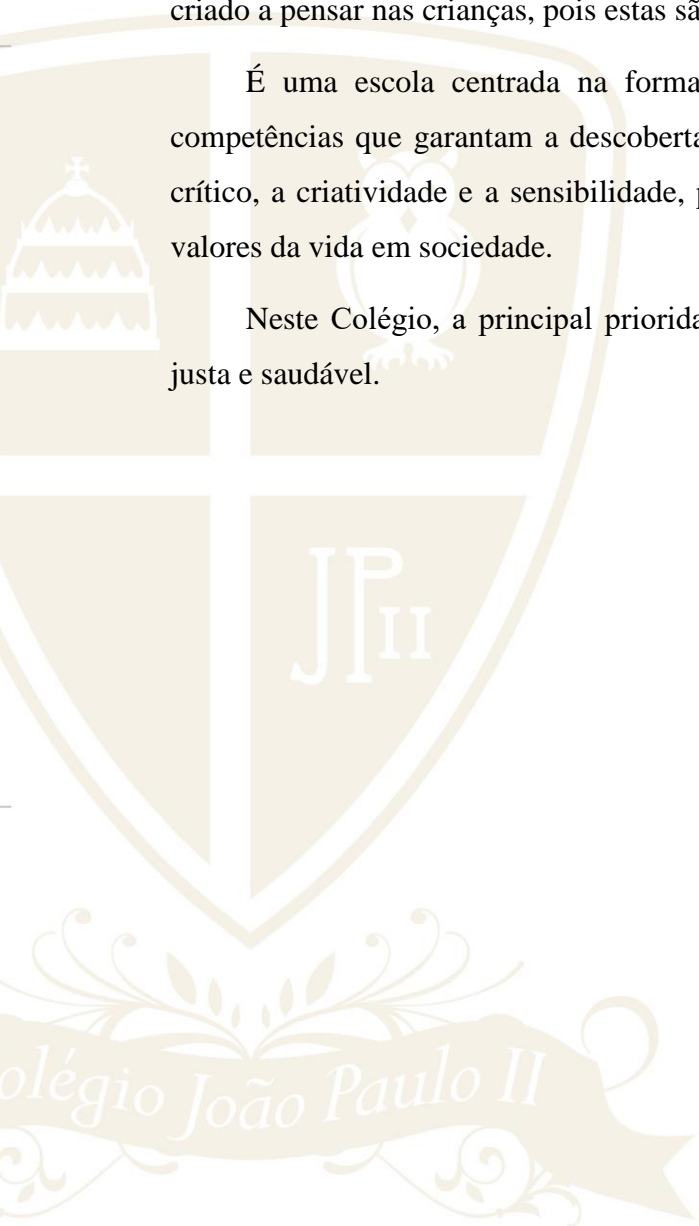 criado a pensar nas crianças, pois estas sã
É uma escola centrada na forma
competências que garantam a descoberta
crítico, a criatividade e a sensibilidade,
valores da vida em sociedade.
Neste Colégio, a principal priorida
justa e saudável.
JPII
olégio João Paulo II